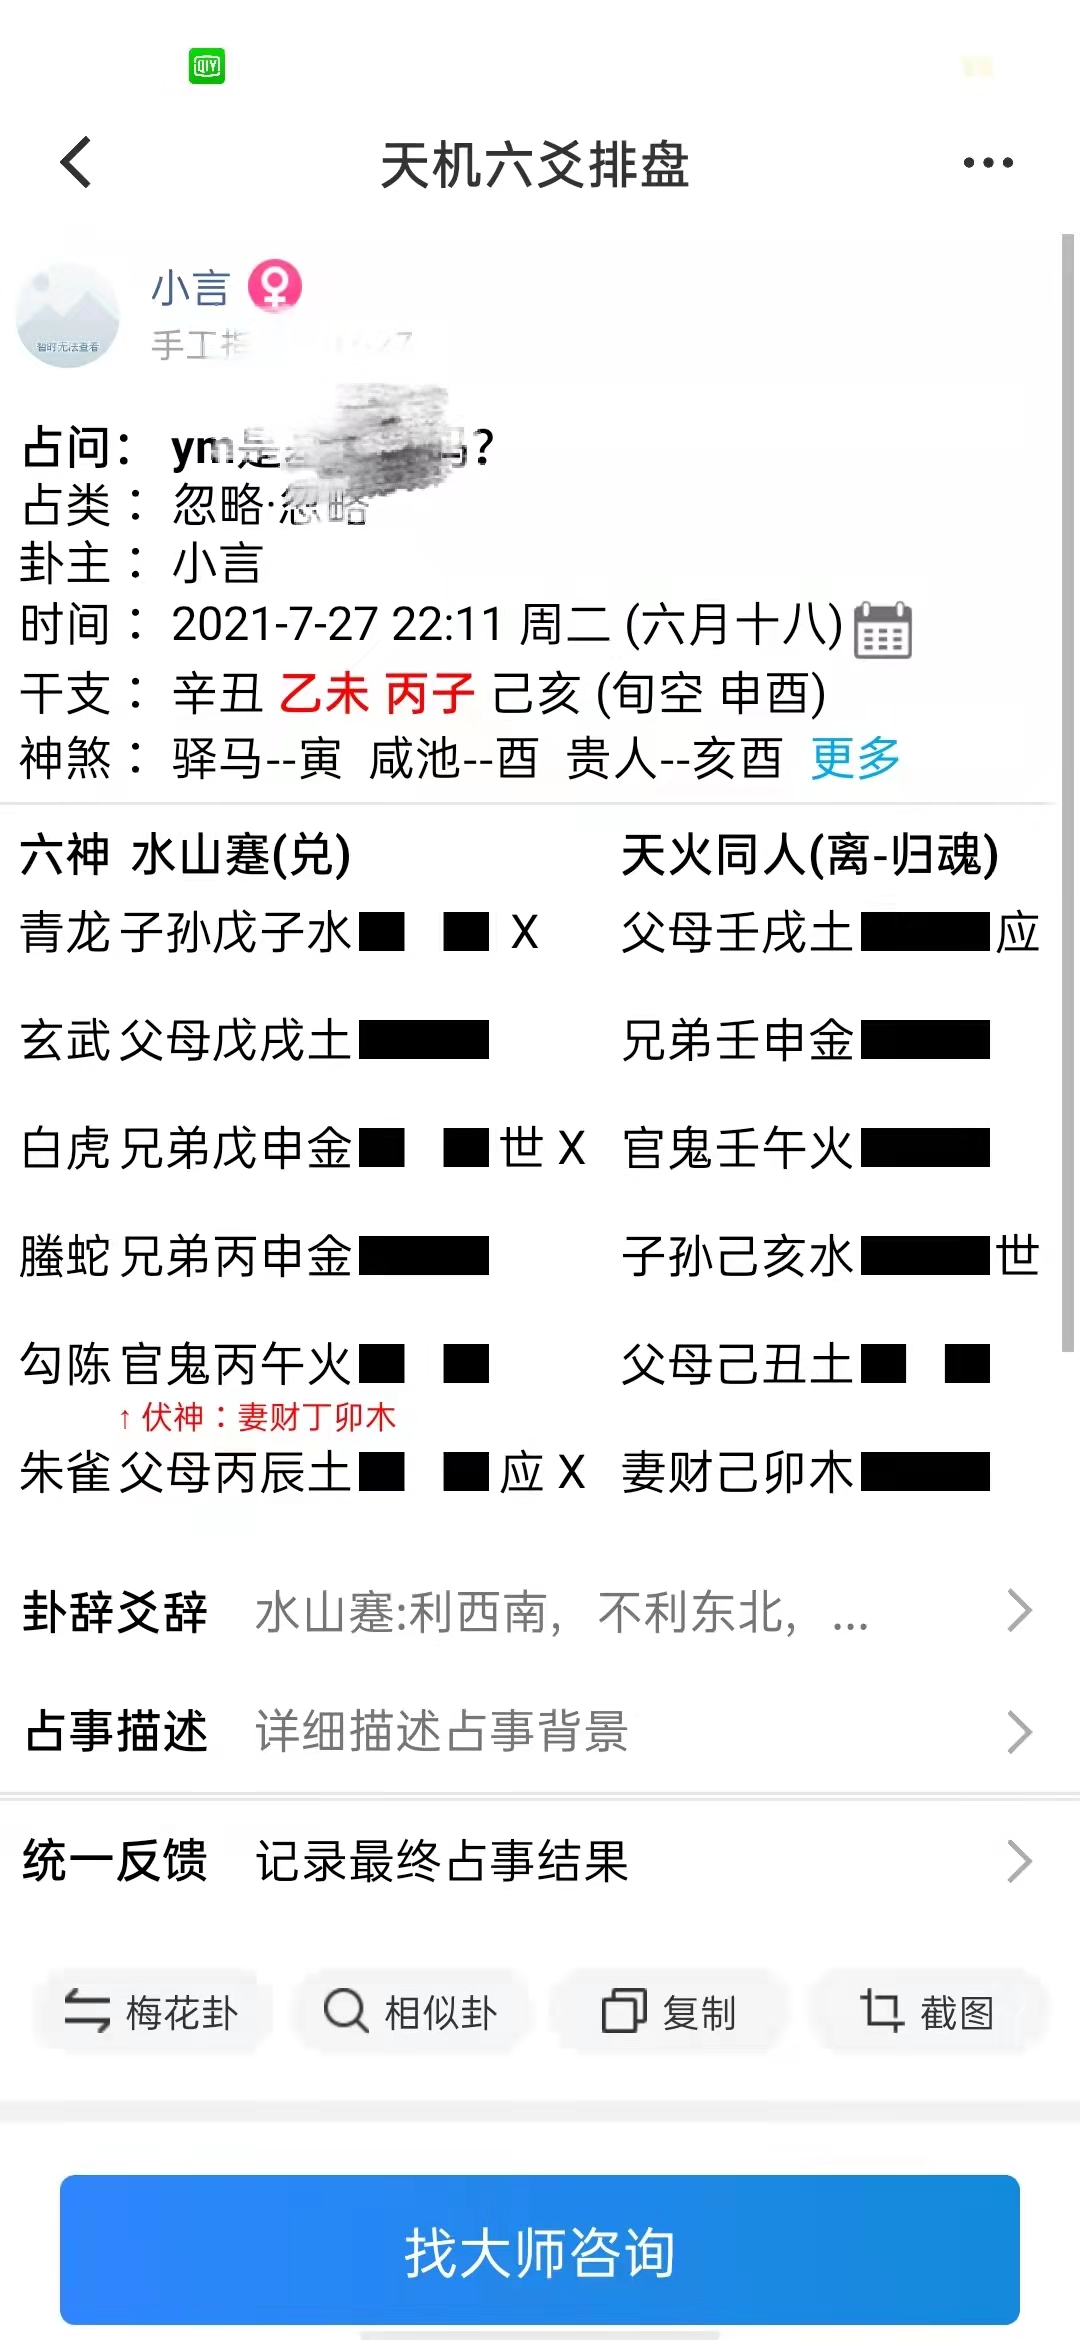 QIY
天机六爻排盘
暂时无法查看
小言
手工指
占问： ym是 吗?
占类： 忽略·忽略
卦主： 小言
时间： 2021-7-27 22:11 周二 (六月十八)
干支： 辛丑 乙未 丙子 己亥 (旬空 申酉)
神煞： 驿马--寅 咸池--酉 贵人--亥酉 更多
六神 水山蹇(兑) 天火同人(离-归魂)
青龙 子孙戊子水 X 父母壬戌土 应
玄武 父母戊戌土 兄弟壬申金
白虎 兄弟戊申金 世 X 官鬼壬午火
螣蛇 兄弟丙申金 子孙己亥水 世
勾陈 官鬼丙午火 父母己丑土
↑ 伏神：妻财丁卯木
朱雀 父母丙辰土 应 X 妻财己卯木
卦辞爻辞 水山蹇:利西南，不利东北，...
占事描述 详细描述占事背景
统一反馈 记录最终占事结果
梅花卦 相似卦 复制 截图
找大师咨询